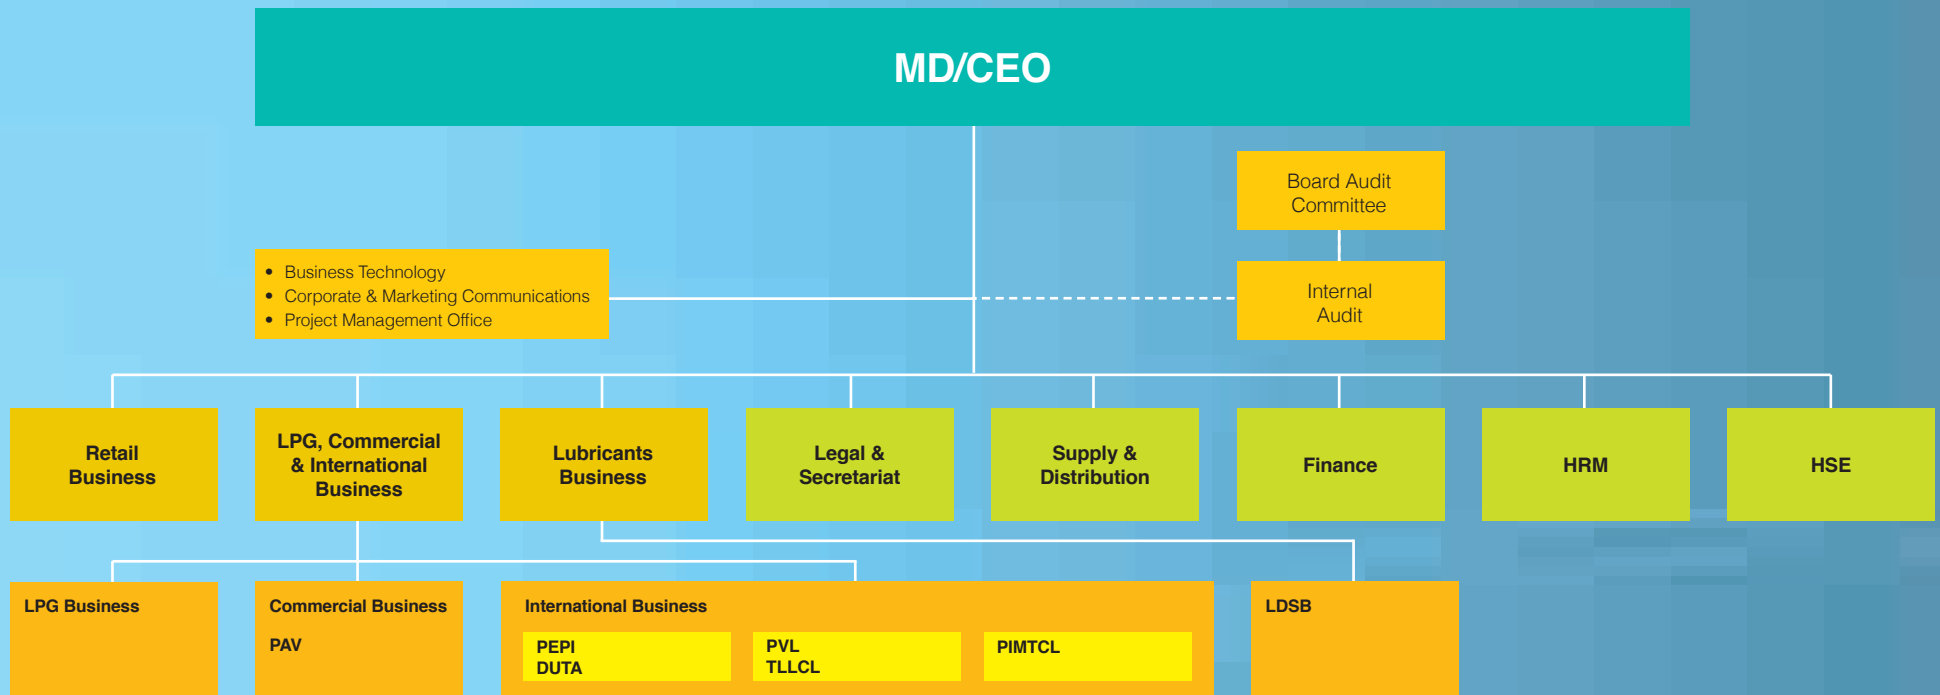 MD/CEO
Board Audit
Committee
• Business Technology
• Corporate & Marketing Communications
• Project Management Office
Internal
Audit
Retail
Business
LPG, Commercial
& International
Business
Lubricants
Business
Legal &
Secretariat
Supply &
Distribution
Finance
HRM
HSE
LPG Business
Commercial Business
PAV
International Business
PEPI
DUTA
PVL
TLLCL
PIMTCL
LDSB